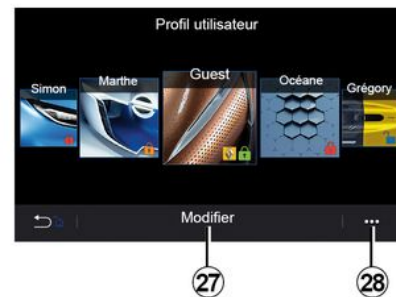 Profil utilisateur
Simon
Marthe
Guest
Océane
Grégory
Modifier
27
28